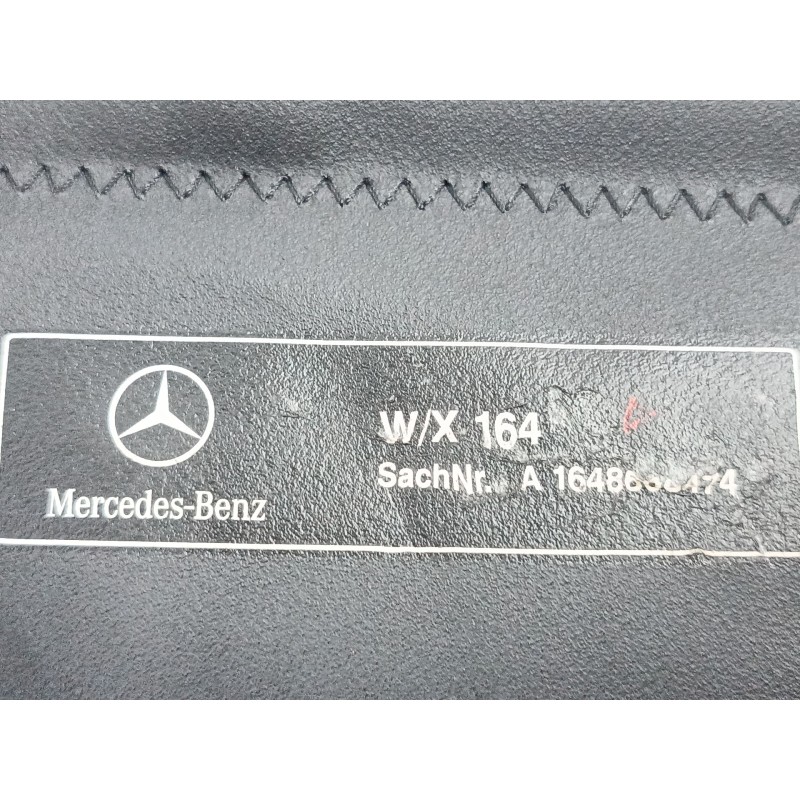 W/X 164
SachNr. A
Mercedes-Benz